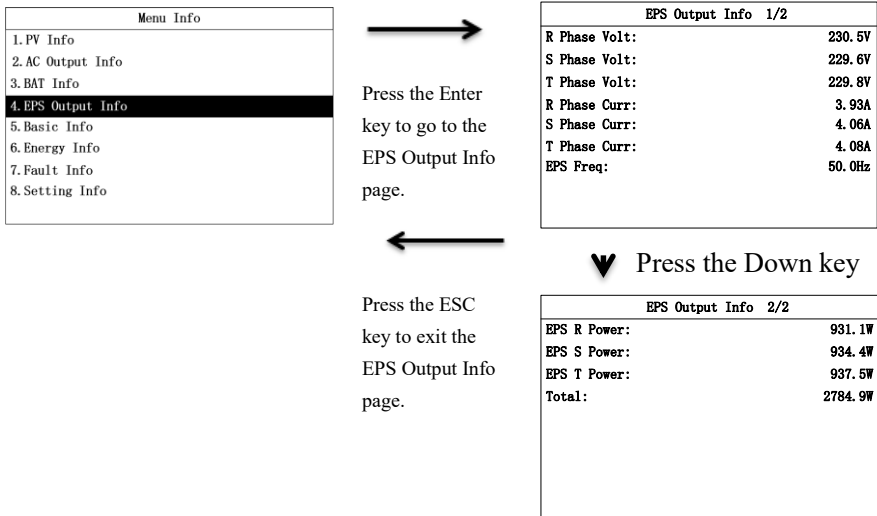 Menu Info
1. PV Info
2. AC Output Info
3. BAT Info
4. EPS Output Info
5. Basic Info
6. Energy Info
7. Fault Info
8. Setting Info
Press the Enter
key to go to the
EPS Output Info
page.
EPS Output Info 1/2
R Phase Volt: 230.5V
S Phase Volt: 229.6V
T Phase Volt: 229.8V
R Phase Curr: 3.93A
S Phase Curr: 4.06A
T Phase Curr: 4.08A
EPS Freq: 50.0Hz
Press the Down key
Press the ESC
key to exit the
EPS Output Info
page.
EPS Output Info 2/2
EPS R Power: 931.1W
EPS S Power: 934.4W
EPS T Power: 937.5W
Total: 2784.9W